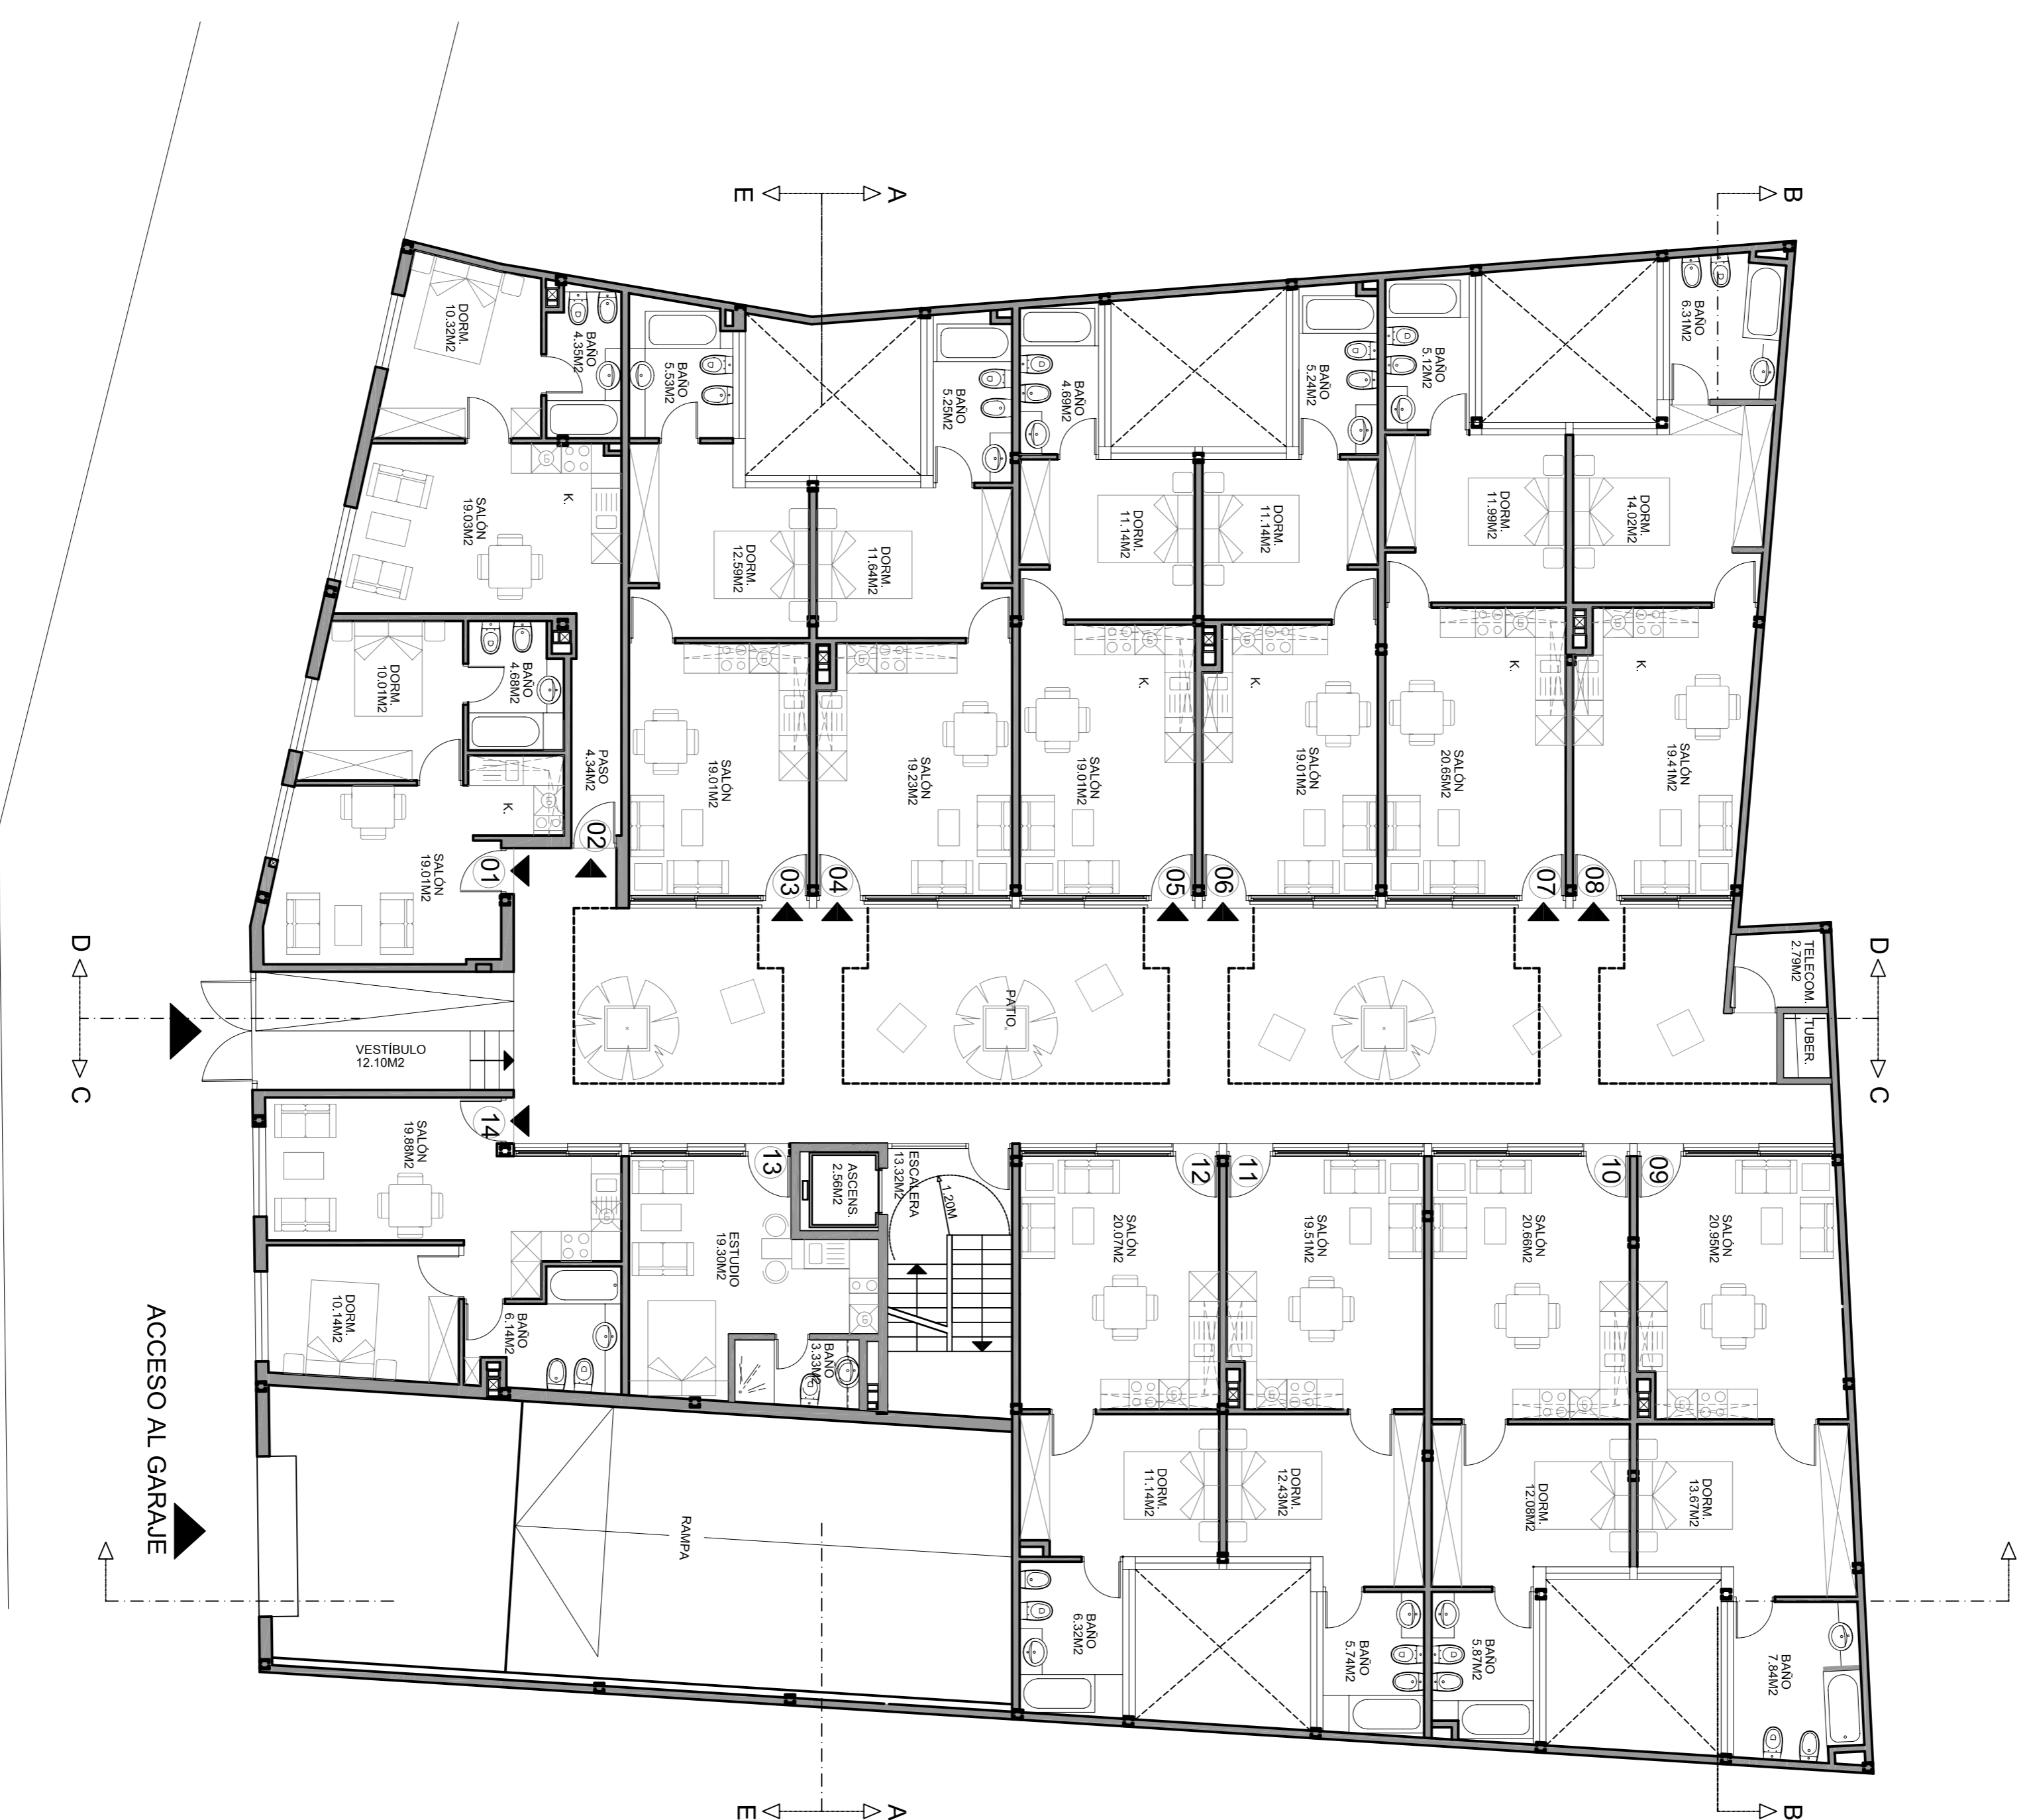 E
A
B
DORM.
10.32M2
BAÑO
4.35M2
BAÑO
5.53M2
BAÑO
5.25M2
BAÑO
4.69M2
BAÑO
5.24M2
BAÑO
5.12M2
BAÑO
6.31M2
SALÓN
19.03M2
K.
DORM.
12.59M2
DORM.
11.64M2
DORM.
11.14M2
DORM.
11.14M2
DORM.
11.99M2
DORM.
14.02M2
DORM.
10.01M2
BAÑO
4.68M2
K.
K.
K.
K.
K.
PASO
4.34M2
SALÓN
19.01M2
SALÓN
19.23M2
SALÓN
19.01M2
SALÓN
19.01M2
SALÓN
20.65M2
SALÓN
19.41M2
SALÓN
19.01M2
01
02
03
04
05
06
07
08
D
C
VESTÍBULO
12.10M2
PATIO
TELECOM.
2.79M2
TUBER.
D
C
14
13
12
11
10
09
SALÓN
19.88M2
ESTUDIO
19.30M2
ASCENS.
2.56M2
ESCALERA
13.32M2
1.20M
SALÓN
20.07M2
SALÓN
19.51M2
SALÓN
20.66M2
SALÓN
20.95M2
DORM.
10.14M2
BAÑO
6.14M2
BAÑO
3.33M2
DORM.
11.14M2
DORM.
12.43M2
DORM.
12.08M2
DORM.
13.67M2
ACCESO AL GARAJE
RAMPA
BAÑO
6.32M2
BAÑO
5.74M2
BAÑO
5.87M2
BAÑO
7.84M2
E
A
B